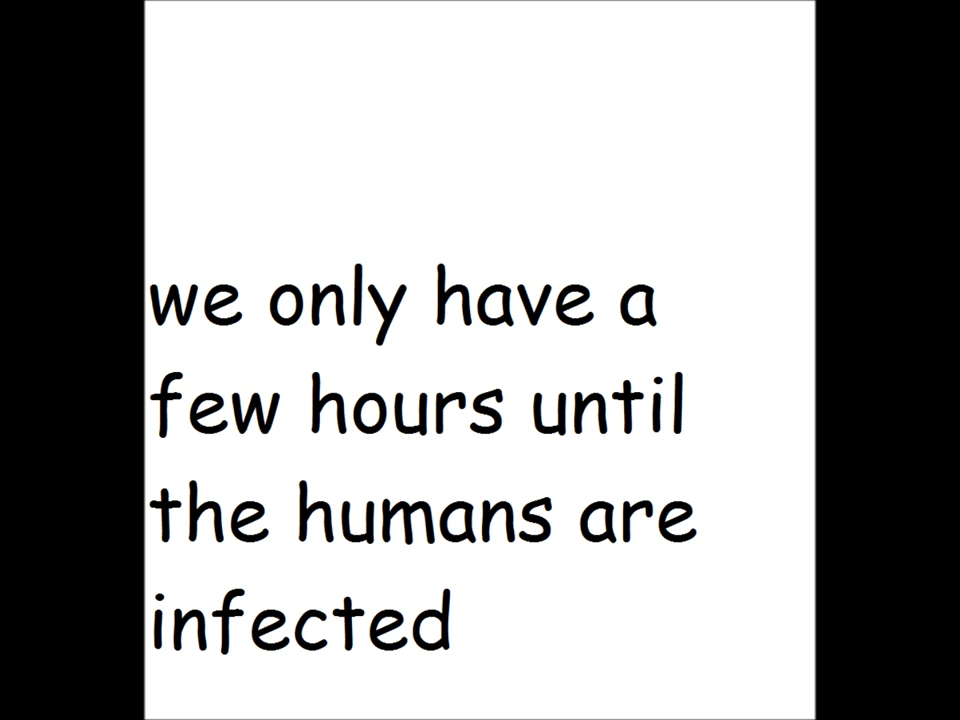 we only have a
few hours until
the humans are
infected